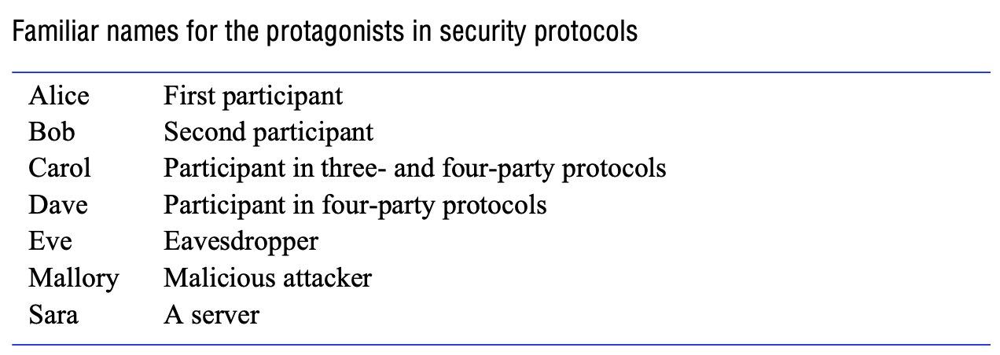 Familiar names for the protagonists in security protocols
Alice First participant
Bob Second participant
Carol Participant in three- and four-party protocols
Dave Participant in four-party protocols
Eve Eavesdropper
Mallory Malicious attacker
Sara A server